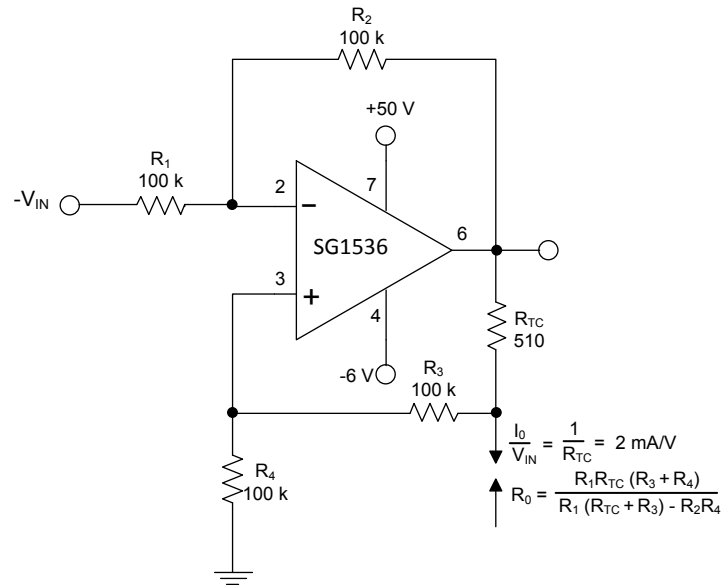 R2
100 k
+50 V
R1
100 k
-VIN
2
7
6
SG1536
3
4
RTC
510
-6 V
R3
100 k
R4
100 k
I0/VIN = 1/RTC = 2 mA/V
R0 = R1RTC (R3 + R4)/R1 (RTC + R3) - R2R4